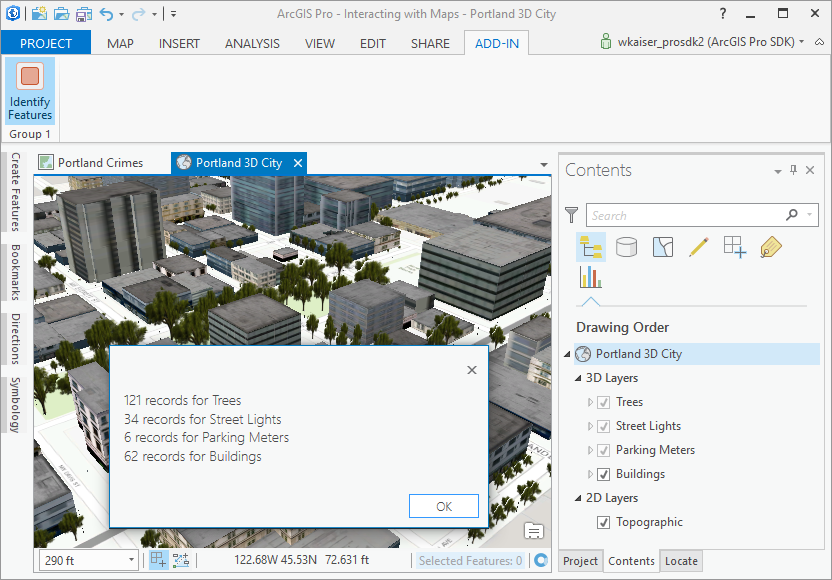 ArcGIS Pro - Interacting with Maps - Portland 3D City
?
PROJECT MAP INSERT ANALYSIS VIEW EDIT SHARE ADD-IN
wkaiser_prosdk2 (ArcGIS Pro SDK)
Identify
Features
Group 1
Create Features
Bookmarks
Directions
Symbology
Portland Crimes
Portland 3D City
121 records for Trees
34 records for Street Lights
6 records for Parking Meters
62 records for Buildings
OK
290 ft
122.68W 45.53N 72.631 ft
Selected Features: 0
Contents
Search
Drawing Order
Portland 3D City
3D Layers
Trees
Street Lights
Parking Meters
Buildings
2D Layers
Topographic
Project Contents Locate